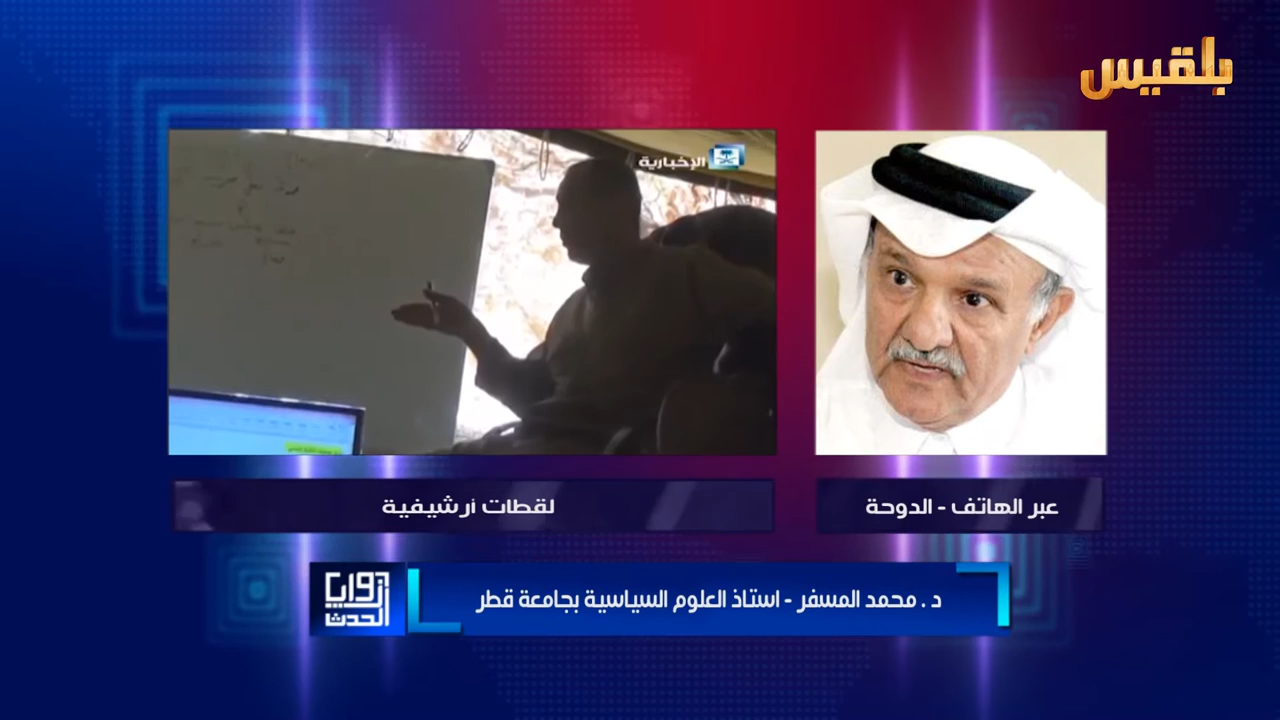 بلقيس
الإخبارية
عبر الهاتف - الدوحة
لقطات أرشيفية
د . محمد المسفر - استاذ العلوم السياسية بجامعة قطر
زوايا
الحدث